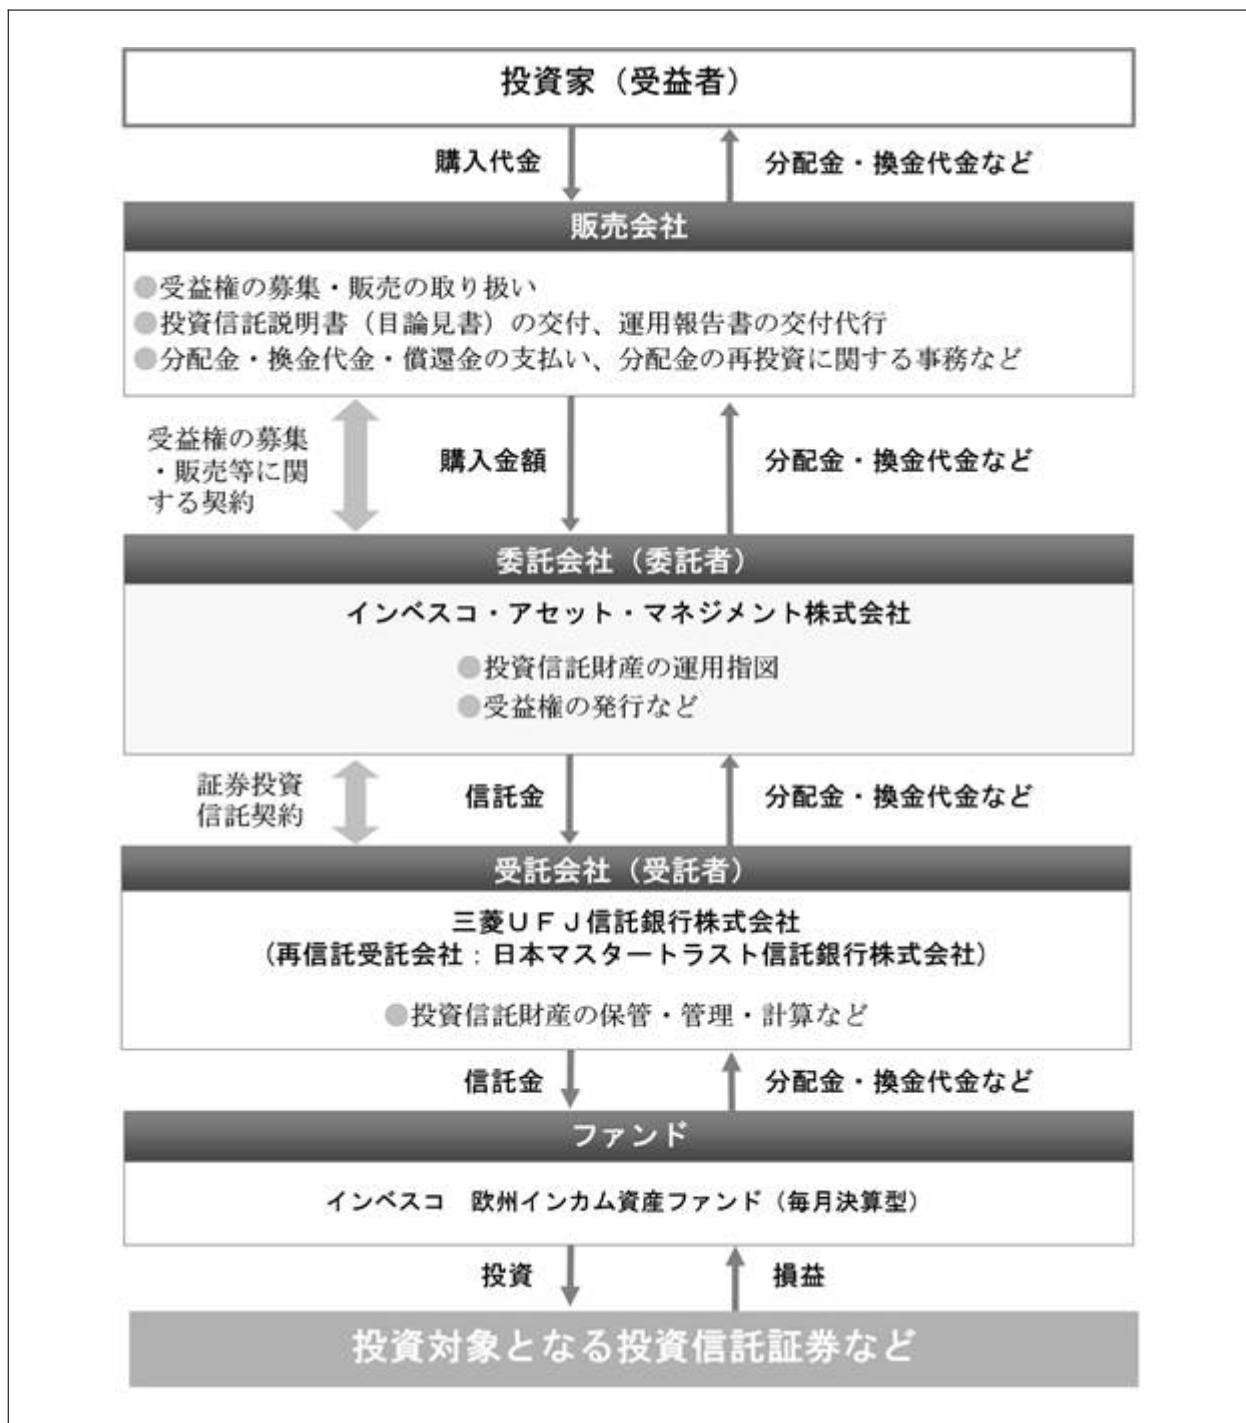 投資家（受益者）
購入代金
分配金・換金代金など
販売会社
●受益権の募集・販売の取り扱い
●投資信託説明書（目論見書）の交付、運用報告書の交付代行
●分配金・換金代金・償還金の支払い、分配金の再投資に関する事務など
受益権の募集
・販売等に関
する契約
購入金額
分配金・換金代金など
委託会社（委託者）
インベスコ・アセット・マネジメント株式会社
●投資信託財産の運用指図
●受益権の発行など
証券投資
信託契約
信託金
分配金・換金代金など
受託会社（受託者）
三菱ＵＦＪ信託銀行株式会社
（再信託受託会社：日本マスタートラスト信託銀行株式会社）
●投資信託財産の保管・管理・計算など
信託金
分配金・換金代金など
ファンド
インベスコ　欧州インカム資産ファンド（毎月決算型）
投資
損益
投資対象となる投資信託証券など